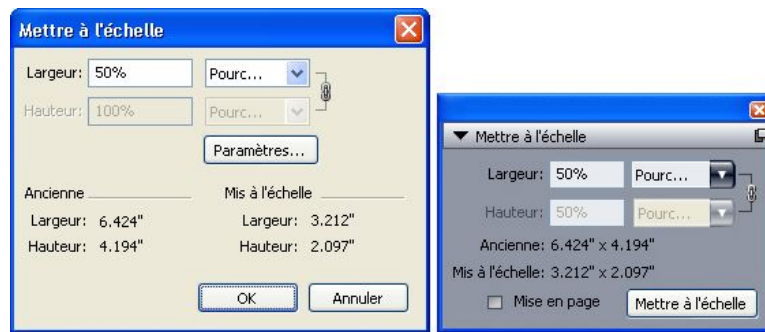 Mettre à l'échelle
Largeur: 50% Pourc...
Hauteur: 100% Pourc...
Paramètres...
Ancienne Mis à l'échelle
Largeur: 6.424" Largeur: 3.212"
Hauteur: 4.194" Hauteur: 2.097"
OK Annuler
Mettre à l'échelle
Largeur: 50% Pourc...
Hauteur: 50% Pourc...
Ancienne: 6.424" x 4.194"
Mis à l'échelle: 3.212" x 2.097"
Mise en page Mettre à l'échelle